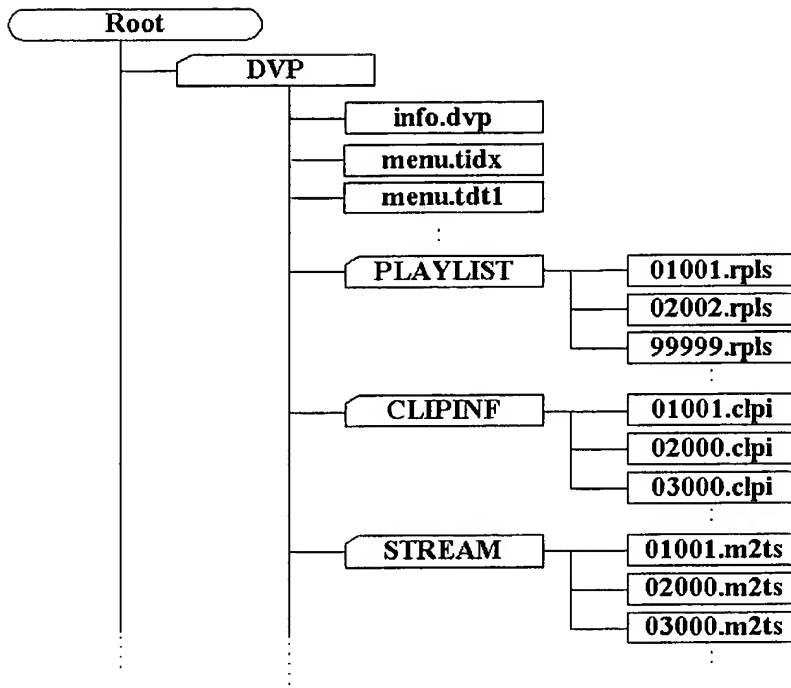 Root
DVP
info.dvp
menu.tidx
menu.tdt1
PLAYLIST
01001.rpls
02002.rpls
99999.rpls
CLIPINF
01001.clpi
02000.clpi
03000.clpi
STREAM
01001.m2ts
02000.m2ts
03000.m2ts